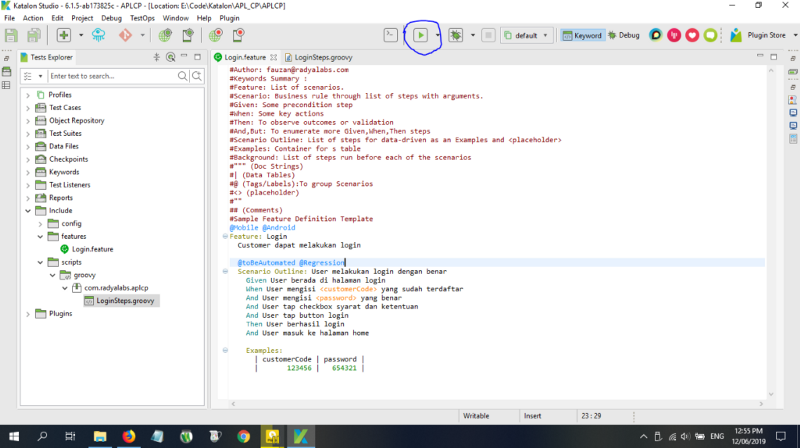 Katalon Studio - 6.1.5-ab173825c - APLCP - [Location: E:\Code\Katalon\APL_CP\APLCP]
File Action Edit Project Debug TestOps Window Help Plugin
default
Keyword
Debug
Plugin Store
Tests Explorer
Enter text to search...
Profiles
Test Cases
Object Repository
Test Suites
Data Files
Checkpoints
Keywords
Test Listeners
Reports
Include
config
features
Login.feature
scripts
groovy
com.radyalabs.aplcp
LoginSteps.groovy
Plugins
Login.feature
LoginSteps.groovy
#Author: fauzan@radyalabs.com
#Keywords Summary :
#Feature: List of scenarios.
#Scenario: Business rule through list of steps with arguments.
#Given: Some precondition step
#When: Some key actions
#Then: To observe outcomes or validation
#And,But: To enumerate more Given,When,Then steps
#Scenario Outline: List of steps for data-driven as an Examples and <placeholder>
#Examples: Container for s table
#Background: List of steps run before each of the scenarios
#""" (Doc Strings)
#| (Data Tables)
#@ (Tags/Labels):To group Scenarios
#<> (placeholder)
#""
## (Comments)
#Sample Feature Definition Template
@Mobile @Android
Feature: Login
Customer dapat melakukan login
@toBeAutomated @Regression
Scenario Outline: User melakukan login dengan benar
Given User berada di halaman login
When User mengisi <customerCode> yang sudah terdaftar
And User mengisi <password> yang benar
And User tap checkbox syarat dan ketentuan
And User tap button login
Then User berhasil login
And User masuk ke halaman home
Examples:
| customerCode | password |
| 123456 | 654321 |
Writable
Insert
23 : 29
ENG
12:55 PM
12/06/2019